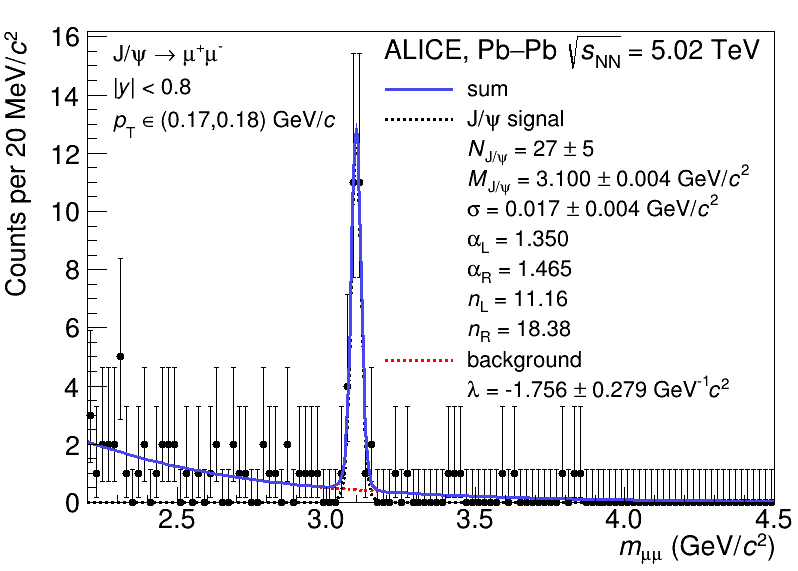 J/ψ → μ⁺μ⁻
|y| < 0.8
p_T ∈ (0.17,0.18) GeV/c
ALICE, Pb–Pb √s_NN = 5.02 TeV
sum
J/ψ signal
N_J/ψ = 27 ± 5
M_J/ψ = 3.100 ± 0.004 GeV/c²
σ = 0.017 ± 0.004 GeV/c²
α_L = 1.350
α_R = 1.465
n_L = 11.16
n_R = 18.38
background
λ = -1.756 ± 0.279 GeV⁻¹c²
Counts per 20 MeV/c²
16
14
12
10
8
6
4
2
0
2.5 3.0 3.5 4.0 4.5
m_μμ (GeV/c²)